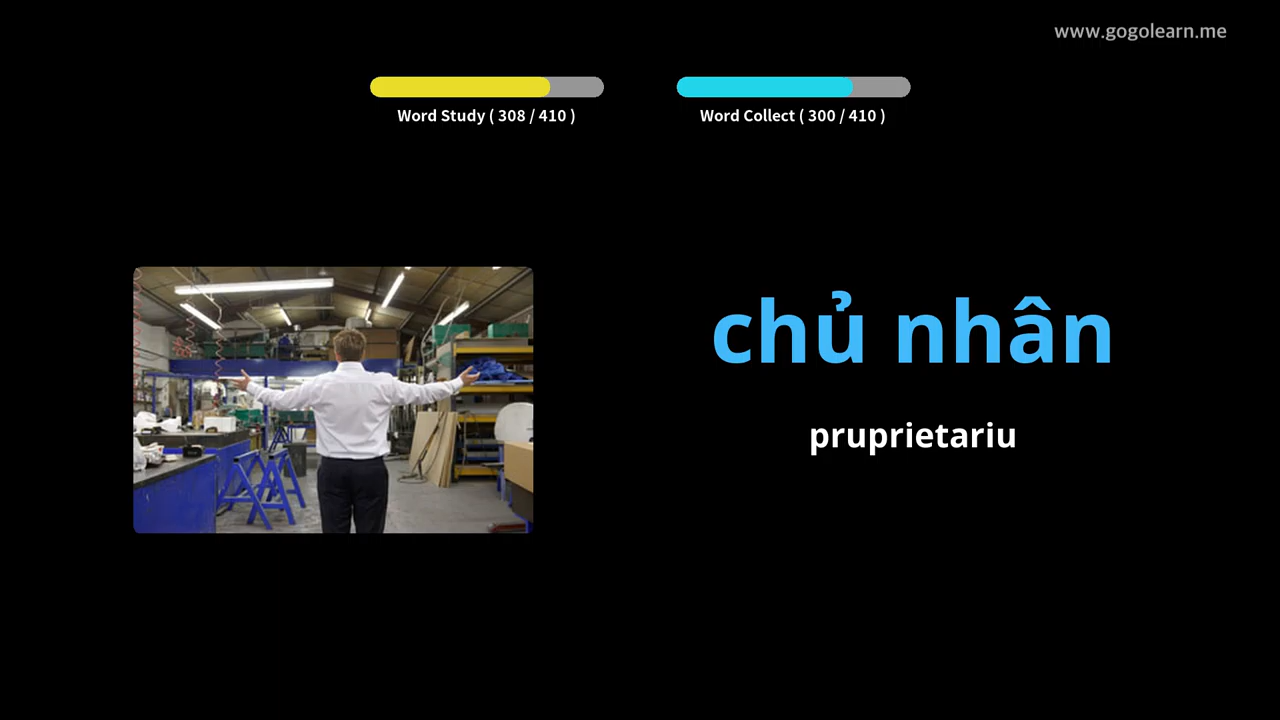 www.gogolearn.me
Word Study ( 308 / 410 )
Word Collect ( 300 / 410 )
chủ nhân
pruprietariu